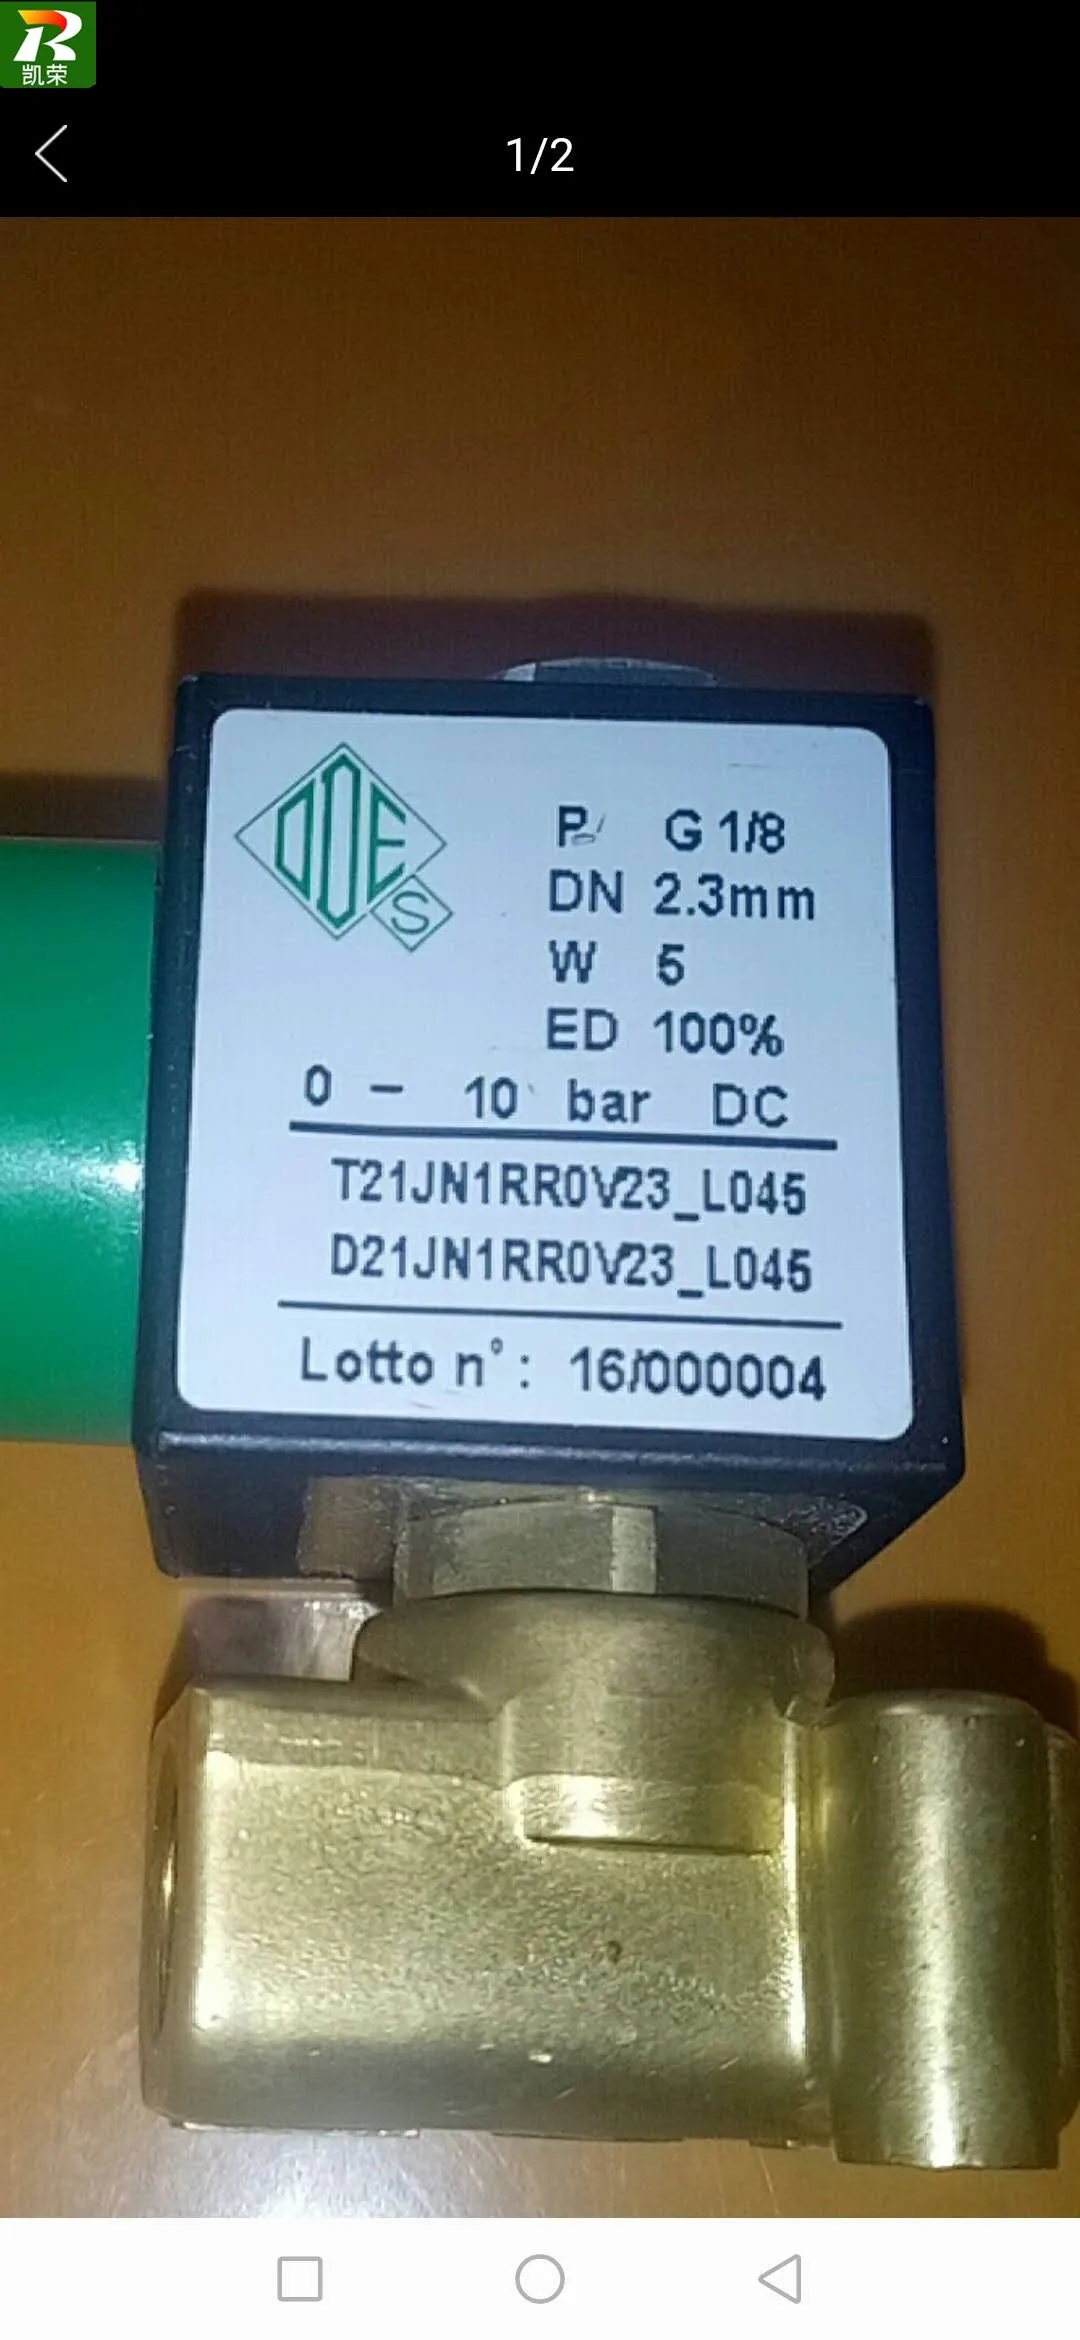 R
凯荣
1/2
ODE
S
P G 1/8
DN 2.3mm
W 5
ED 100%
0 - 10 bar DC
T21JN1RR0V23_L045
D21JN1RR0V23_L045
Lotto n°: 16/000004